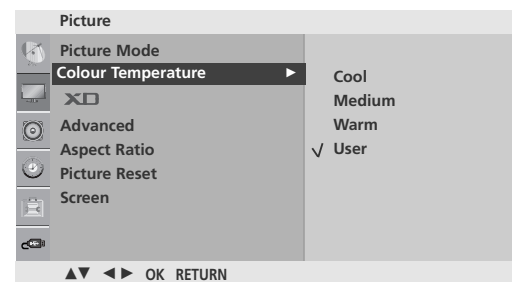 Picture
Picture Mode
Colour Temperature ►
XD
Advanced
Aspect Ratio
Picture Reset
Screen
Cool
Medium
Warm
√ User
▲▼ ◄► OK RETURN